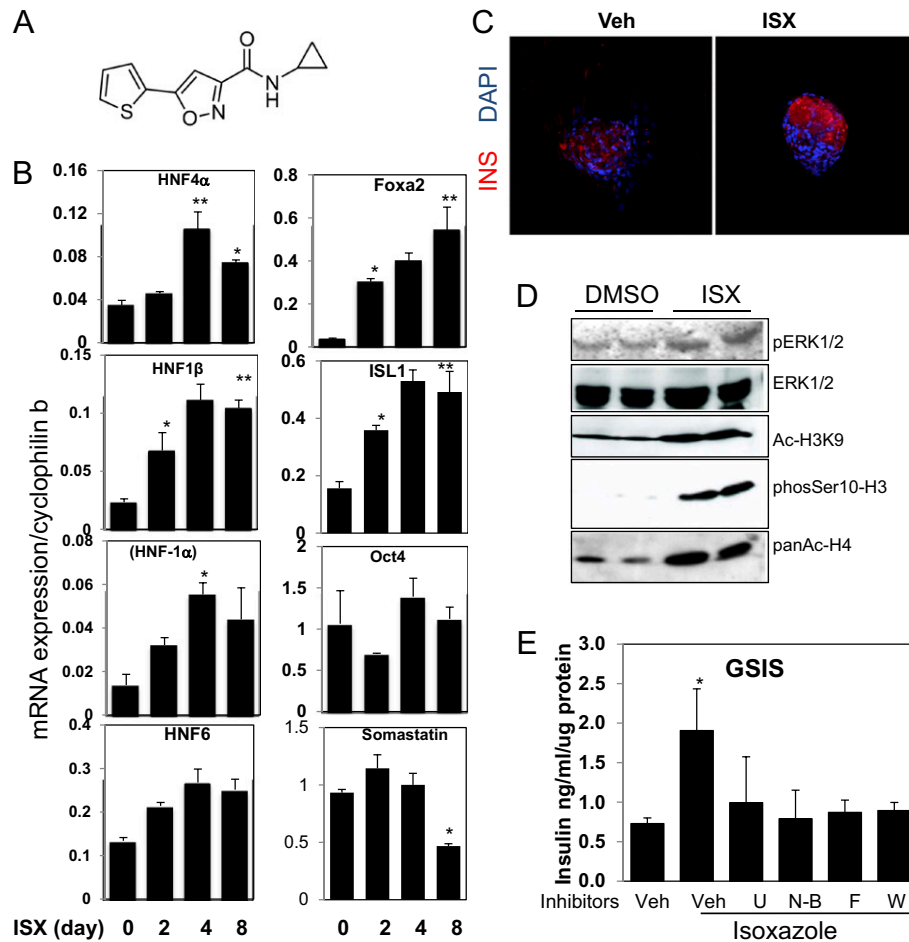 A
O
N
H
S
O
N
B
mRNA expression/cyclophilin b
HNF4α
0.16
0.12
0.08
0.04
0
**
*
Foxa2
0.8
0.6
0.4
0.2
0
*
**
HNF1β
0.15
0.1
0.05
0
*
**
ISL1
0.6
0.4
0.2
0
*
**
(HNF-1α)
0.08
0.06
0.04
0.02
0
*
Oct4
2
1.5
1
0.5
0
HNF6
0.4
0.3
0.2
0.1
0
Somastatin
1.5
1
0.5
0
*
ISX (day) 0 2 4 8 0 2 4 8
C
Veh ISX
INS DAPI
D
DMSO ISX
pERK1/2
ERK1/2
Ac-H3K9
phosSer10-H3
panAc-H4
E
GSIS
Insulin ng/ml/ug protein
3.0
2.5
2.0
1.5
1.0
0.5
0.0
*
Inhibitors Veh Veh U N-B F W
Isoxazole